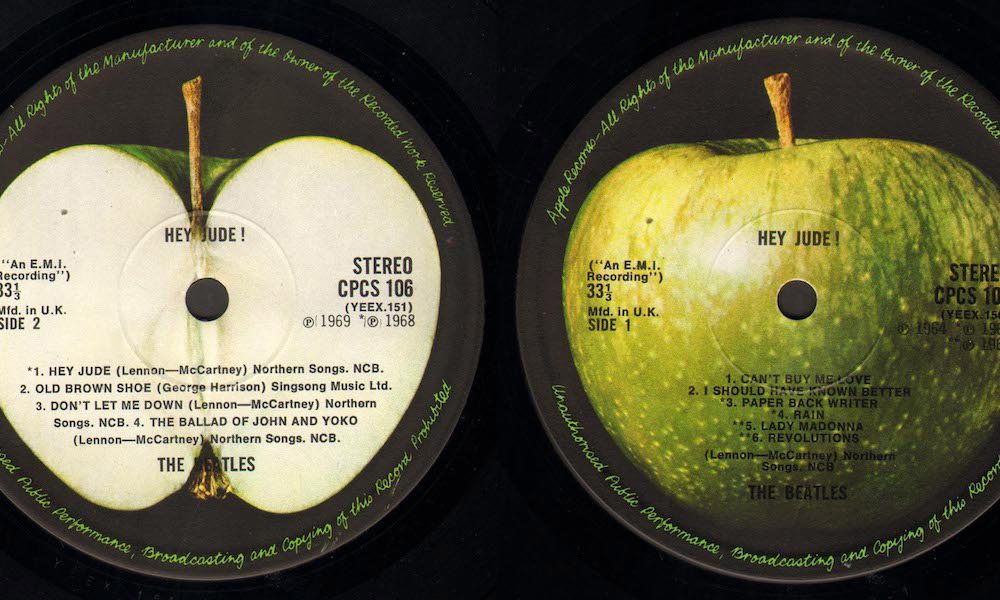 All Rights of the Manufacturer and of the Owner of the Recorded Work Reserved
HEY JUDE!
("An E.M.I.
Recording")
33⅓
Mfd. in U.K.
SIDE 2
STEREO
CPCS 106
(YEEX.151)
Ⓟ 1969 *Ⓟ 1968
*1. HEY JUDE (Lennon—McCartney) Northern Songs. NCB.
2. OLD BROWN SHOE (George Harrison) Singsong Music Ltd.
3. DON'T LET ME DOWN (Lennon—McCartney) Northern
Songs. NCB. 4. THE BALLAD OF JOHN AND YOKO
(Lennon—McCartney) Northern Songs. NCB.
THE BEATLES
Public Performance, Broadcasting and Copying of this Record Prohibited
Apple Records—All Rights of the Manufacturer and of the Owner of the Recorded
HEY JUDE!
("An E.M.I.
Recording")
33⅓
Mfd. in U.K.
SIDE 1
STEREO
CPCS 10
(YEEX.150)
Ⓟ 1964 *Ⓟ
**Ⓟ
1. CAN'T BUY ME LOVE
2. I SHOULD HAVE KNOWN BETTER
*3. PAPER BACK WRITER
*4. RAIN
**5. LADY MADONNA
**6. REVOLUTIONS
(Lennon—McCartney) Northern
Songs. NCB
THE BEATLES
Unauthorised Public Performance, Broadcasting and Copying of this Record